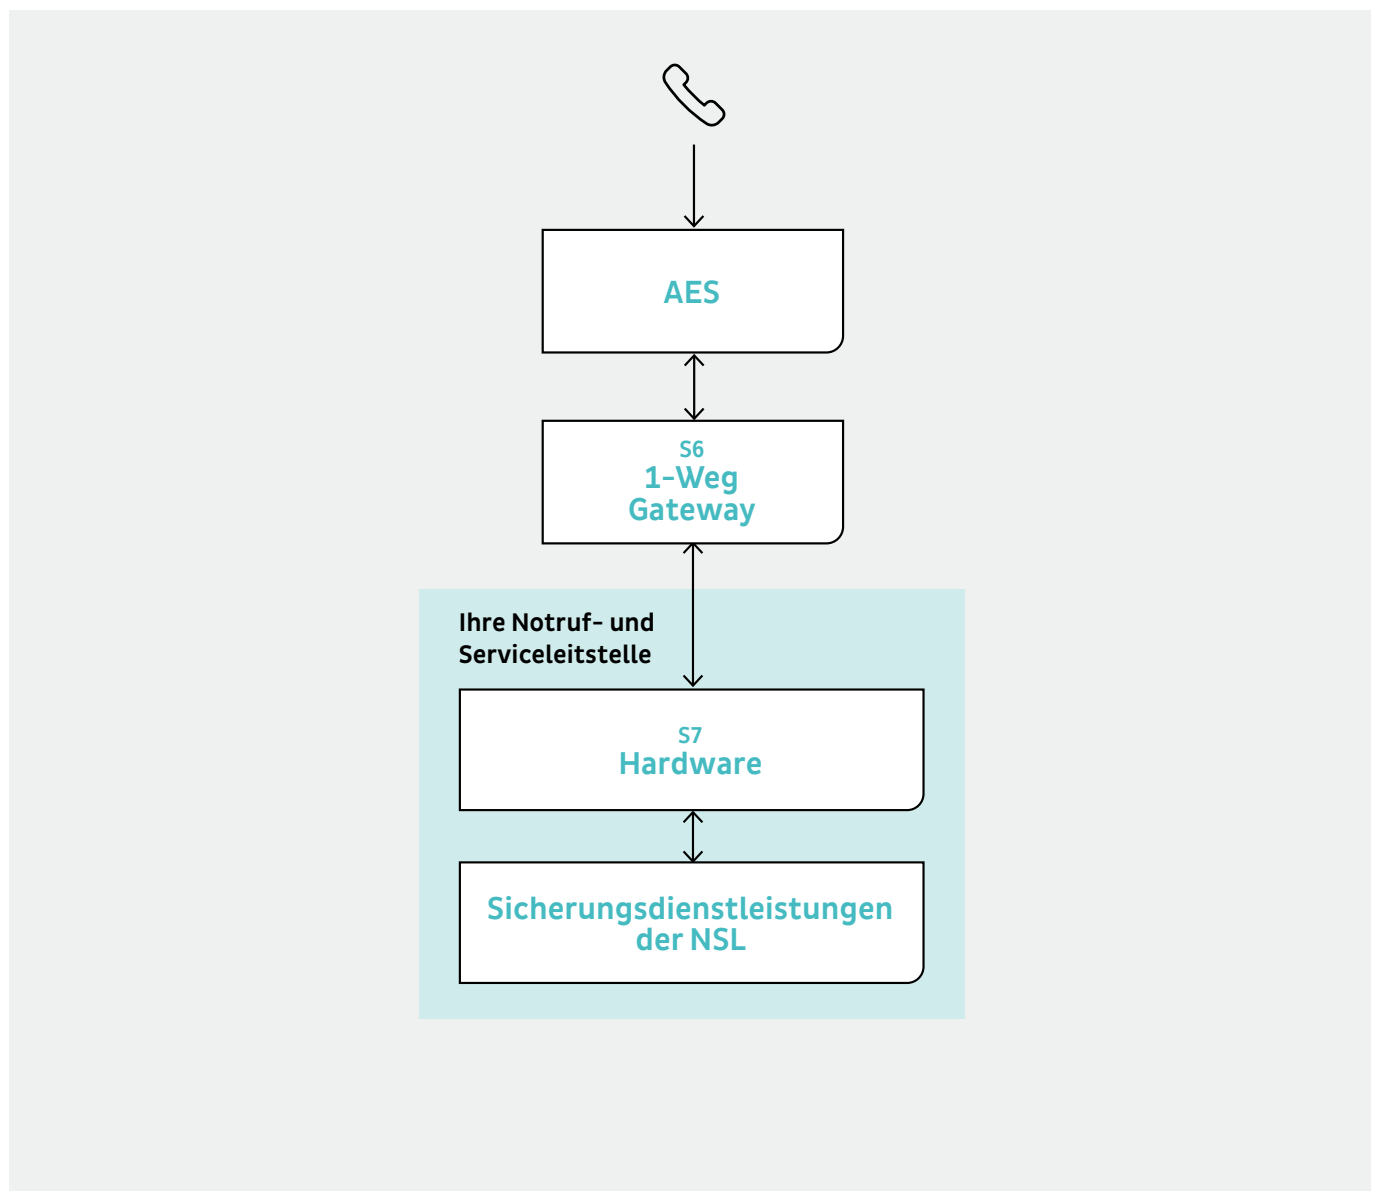 AES
S6
1-Weg
Gateway
Ihre Notruf- und
Serviceleitstelle
S7
Hardware
Sicherungsdienstleistungen
der NSL